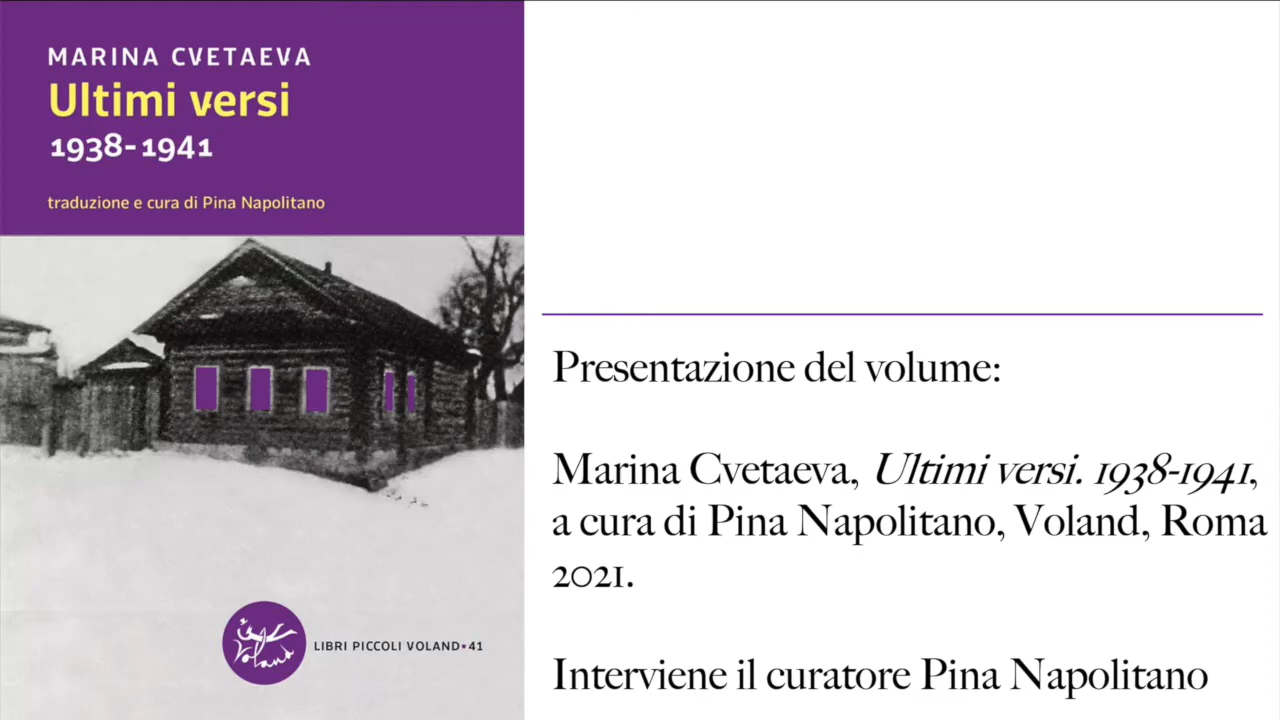 MARINA CVETAEVA
Ultimi versi
1938-1941
traduzione e cura di Pina Napolitano
Voland
LIBRI PICCOLI VOLAND•41
Presentazione del volume:
Marina Cvetaeva, Ultimi versi. 1938-1941,
a cura di Pina Napolitano, Voland, Roma
2021.
Interviene il curatore Pina Napolitano